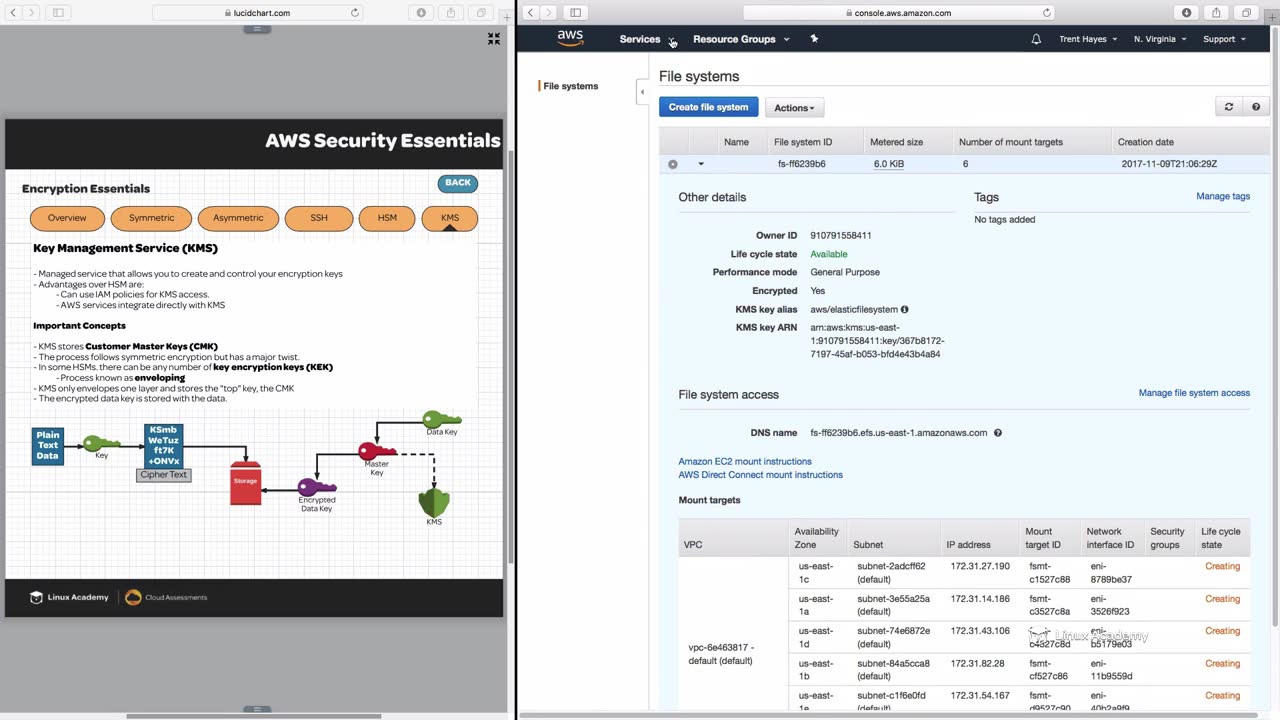 lucidchart.com
AWS Security Essentials
Encryption Essentials
BACK
Overview
Symmetric
Asymmetric
SSH
HSM
KMS
Key Management Service (KMS)
- Managed service that allows you to create and control your encryption keys
- Advantages over HSM are:
- Can use IAM policies for KMS access.
- AWS services integrate directly with KMS
Important Concepts
- KMS stores Customer Master Keys (CMK)
- The process follows symmetric encryption but has a major twist.
- In some HSMs. there can be any number of key encryption keys (KEK)
- Process known as enveloping
- KMS only envelopes one layer and stores the "top" key, the CMK
- The encrypted data key is stored with the data.
Plain
Text
Data
Key
KSmb
WeTuz
ft7K
+ONVx
Cipher Text
Storage
Encrypted
Data Key
Master
Key
Data Key
KMS
Linux Academy
Cloud Assessments
console.aws.amazon.com
aws
Services
Resource Groups
Trent Hayes
N. Virginia
Support
File systems
File systems
Create file system
Actions
Name
File system ID
Metered size
Number of mount targets
Creation date
fs-ff6239b6
6.0 KiB
6
2017-11-09T21:06:29Z
Other details
Owner ID 910791558411
Life cycle state Available
Performance mode General Purpose
Encrypted Yes
KMS key alias aws/elasticfilesystem
KMS key ARN arn:aws:kms:us-east-
1:910791558411:key/367b8172-
7197-45af-b053-bfd4e43b4a84
Tags
Manage tags
No tags added
File system access
Manage file system access
DNS name fs-ff6239b6.efs.us-east-1.amazonaws.com
Amazon EC2 mount instructions
AWS Direct Connect mount instructions
Mount targets
VPC
Availability
Zone
Subnet
IP address
Mount
target ID
Network
interface ID
Security
groups
Life cycle
state
vpc-6e463817 -
default (default)
us-east-
1c
subnet-2adcff62
(default)
172.31.27.190
fsmt-
c1527c88
eni-
8789be37
Creating
us-east-
1a
subnet-3e55a25a
(default)
172.31.14.186
fsmt-
c3527c8a
eni-
3526f923
Creating
us-east-
1d
subnet-74e6872e
(default)
172.31.43.106
fsmt-
c4527c8d
eni-
b5179e03
Creating
us-east-
1b
subnet-84a5cca8
(default)
172.31.82.28
fsmt-
cf527c86
eni-
11b9559d
Creating
us-east-
1e
subnet-c1f6e0fd
(default)
172.31.54.167
fsmt-
d9527c90
eni-
40b2a9f9
Creating
Linux Academy